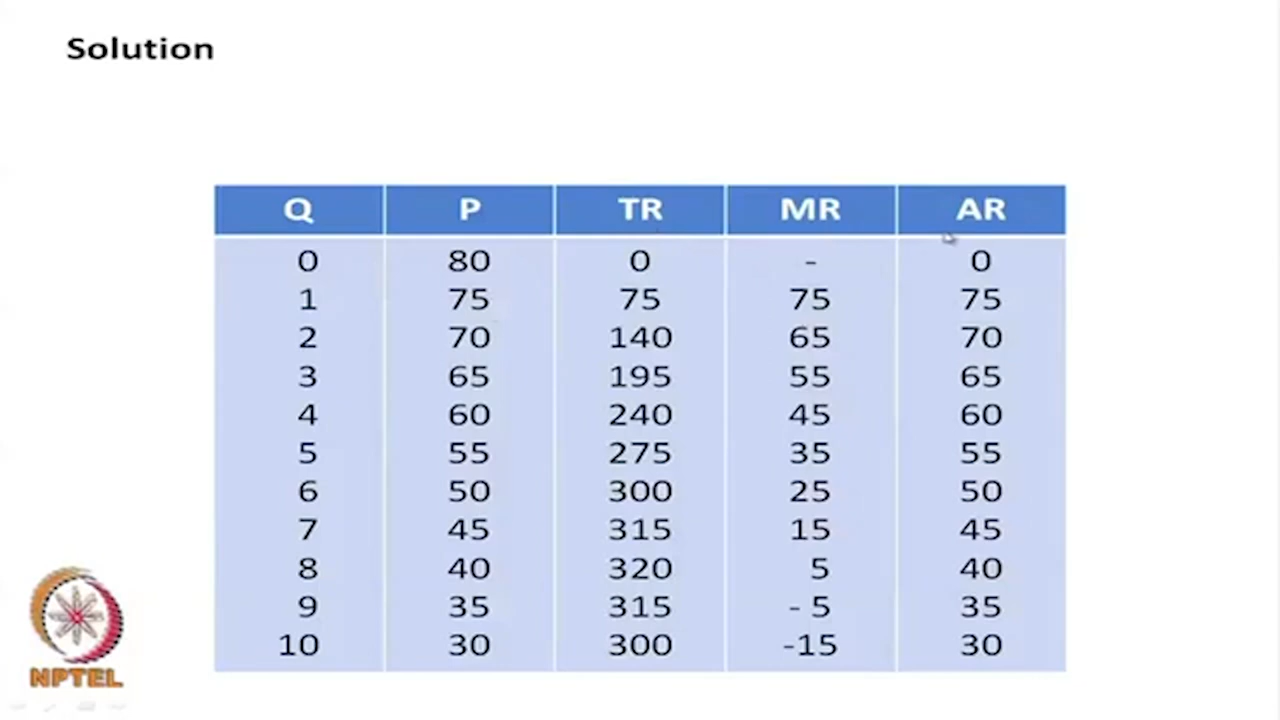 Solution
Q P TR MR AR
0 80 0 - 0
1 75 75 75 75
2 70 140 65 70
3 65 195 55 65
4 60 240 45 60
5 55 275 35 55
6 50 300 25 50
7 45 315 15 45
8 40 320 5 40
9 35 315 - 5 35
10 30 300 -15 30
NPTEL